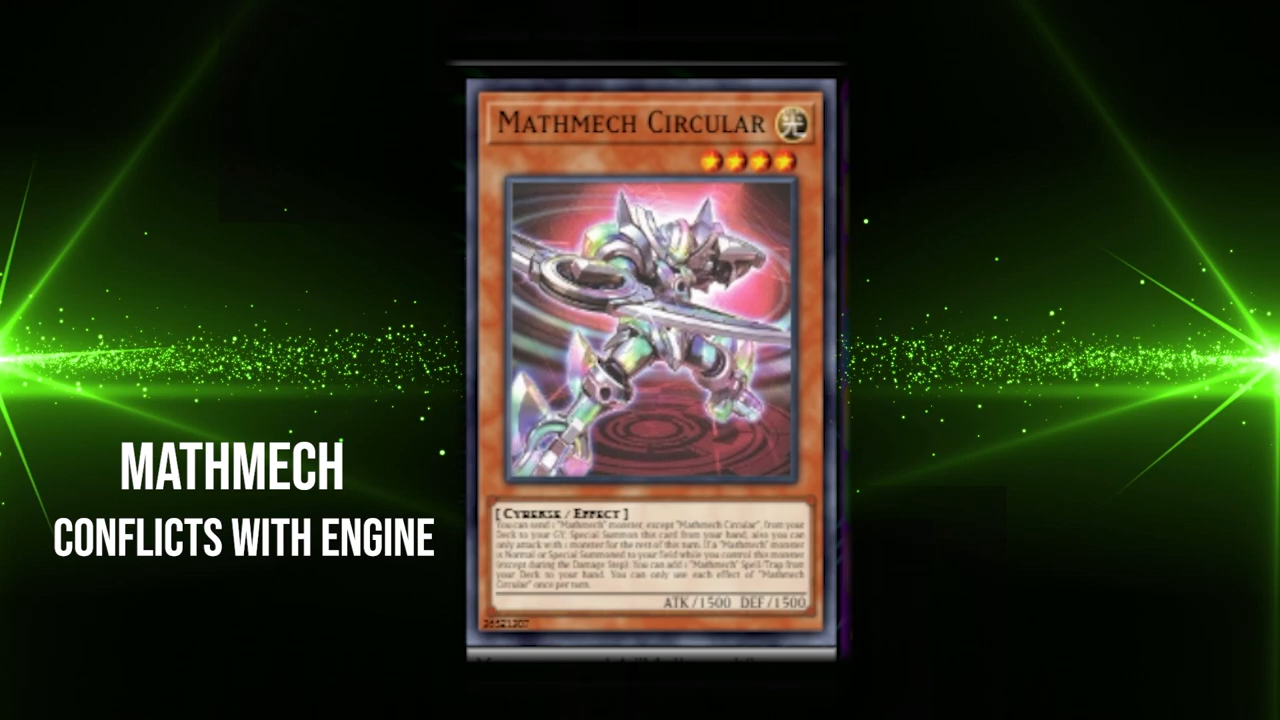 MATHMECH CIRCULAR
光
[ CYBERSE / EFFECT ]
You can send 1 "Mathmech" monster, except "Mathmech Circular", from your
Deck to your GY; Special Summon this card from your hand, also you can
only attack with 1 monster for the rest of this turn. If a "Mathmech" monster
is Normal or Special Summoned to your field while you control this monster
(except during the Damage Step): You can add 1 "Mathmech" Spell/Trap from
your Deck to your hand. You can only use each effect of "Mathmech
Circular" once per turn.
ATK/1500 DEF/1500
MATHMECH
CONFLICTS WITH ENGINE